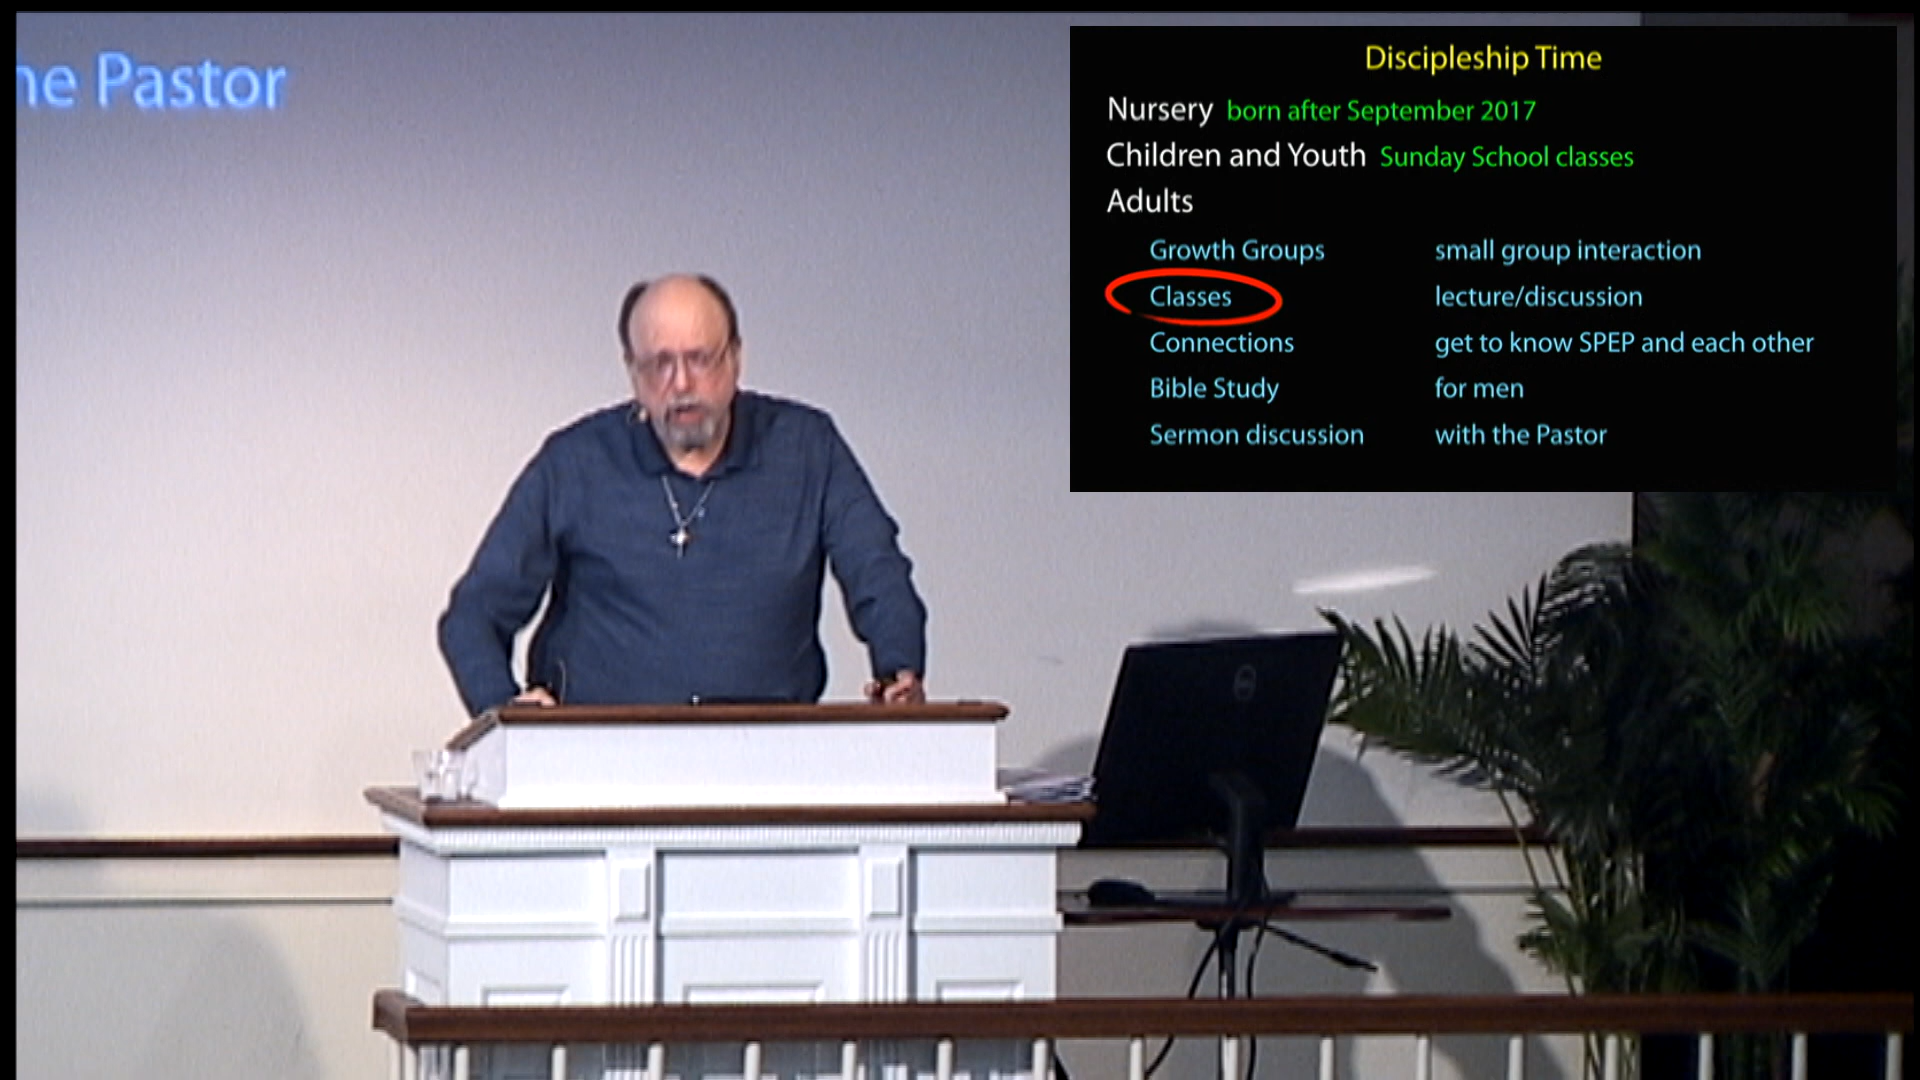 he Pastor
Discipleship Time
Nursery born after September 2017
Children and Youth Sunday School classes
Adults
Growth Groups small group interaction
Classes lecture/discussion
Connections get to know SPEP and each other
Bible Study for men
Sermon discussion with the Pastor